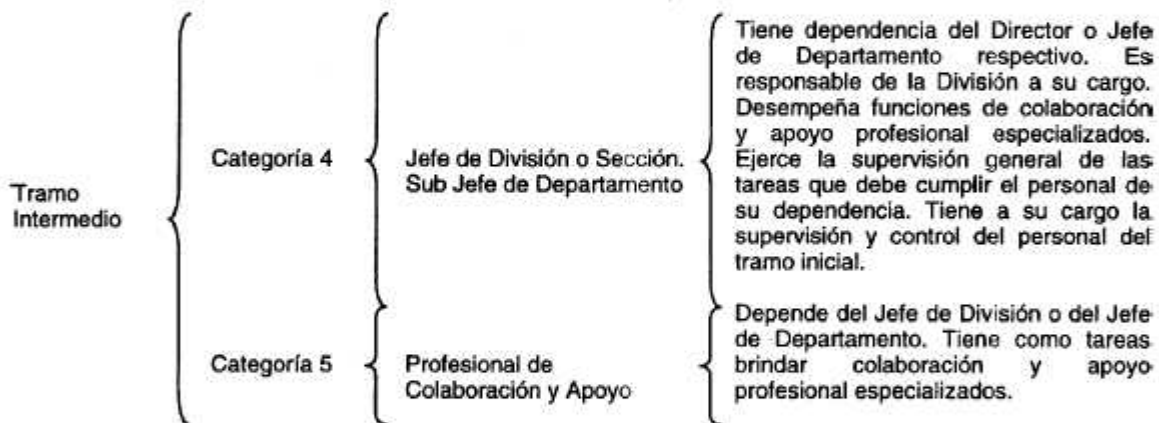 Tramo
Intermedio
Categoría 4
Jefe de División o Sección.
Sub Jefe de Departamento
Tiene dependencia del Director o Jefe
de Departamento respectivo. Es
responsable de la División a su cargo.
Desempeña funciones de colaboración
y apoyo profesional especializados.
Ejerce la supervisión general de las
tareas que debe cumplir el personal de
su dependencia. Tiene a su cargo la
supervisión y control del personal del
tramo inicial.
Categoría 5
Profesional de
Colaboración y Apoyo
Depende del Jefe de División o del Jefe
de Departamento. Tiene como tareas
brindar colaboración y apoyo
profesional especializados.